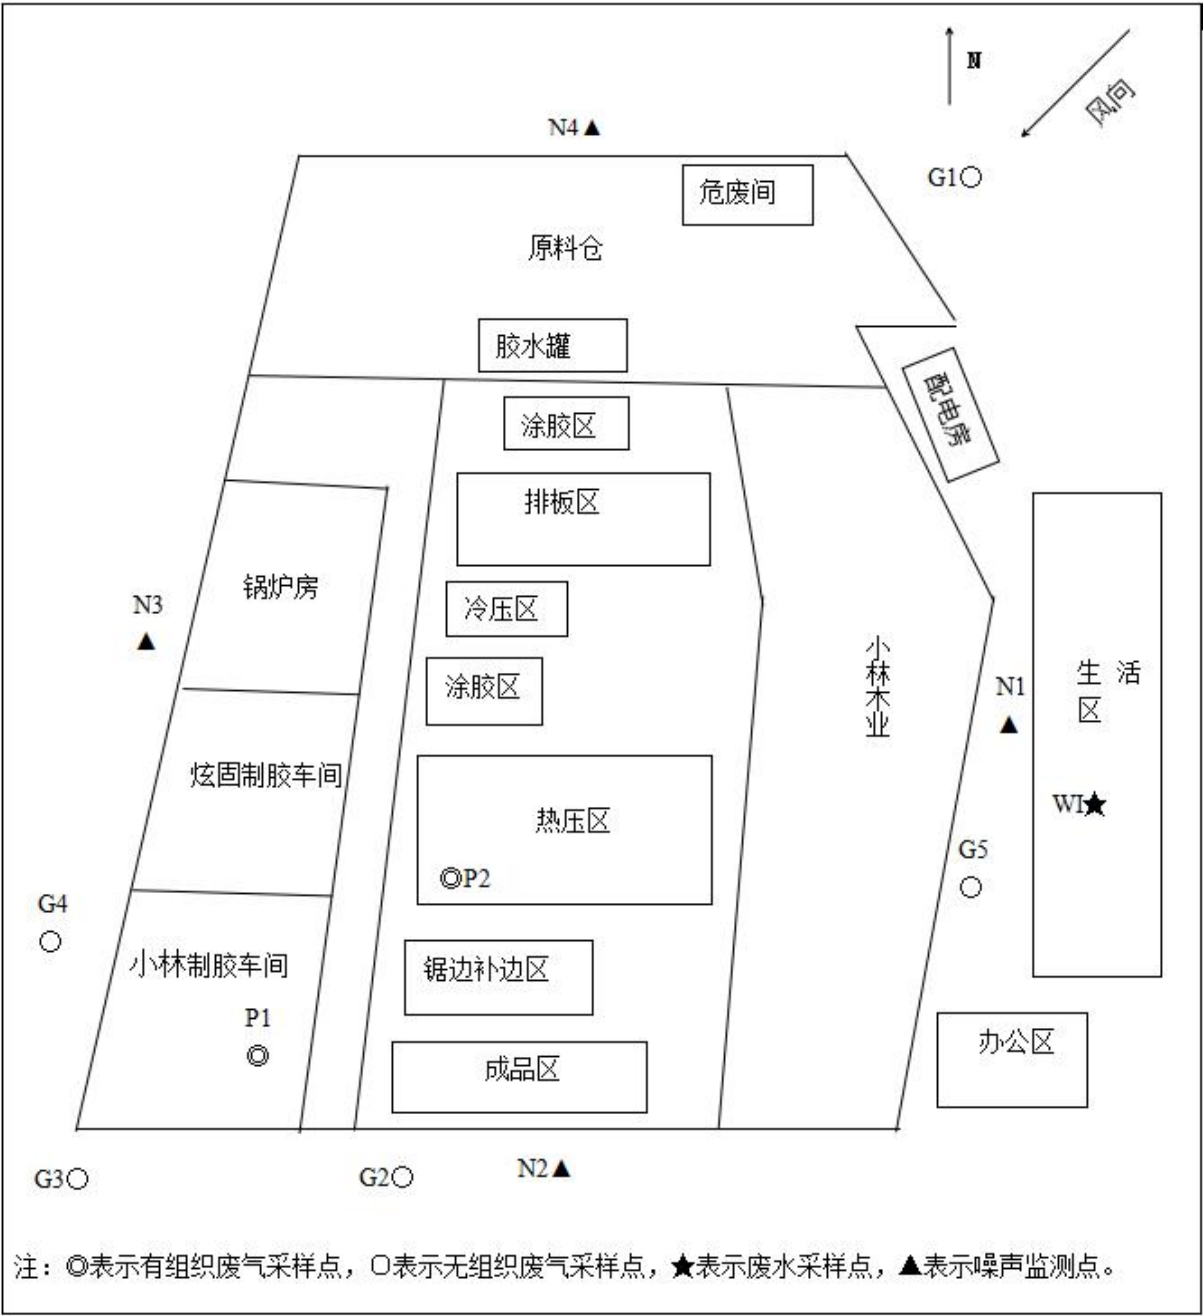 N
风向
N4▲
G1○
危废间
原料仓
胶水罐
涂胶区
配电房
排板区
锅炉房
冷压区
N3
▲
涂胶区
小林木业
生 活
区
N1
▲
炫固制胶车间
热压区
WI★
◎P2
G5
○
G4
○
小林制胶车间
锯边补边区
P1
◎
办公区
成品区
G3○
G2○
N2▲
注：◎表示有组织废气采样点，○表示无组织废气采样点，★表示废水采样点，▲表示噪声监测点。